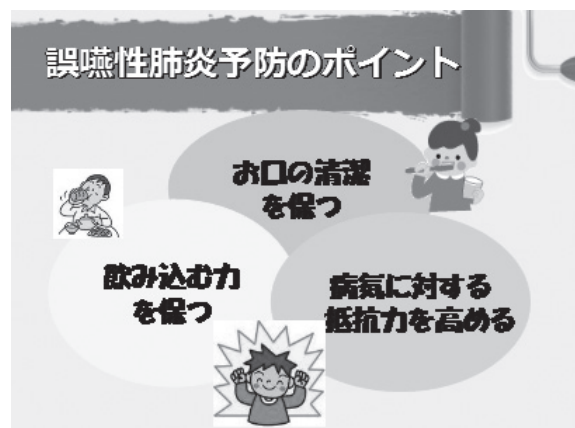 誤嚥性肺炎予防のポイント
お口の清潔
を保つ
飲み込む力
を保つ
病気に対する
抵抗力を高める